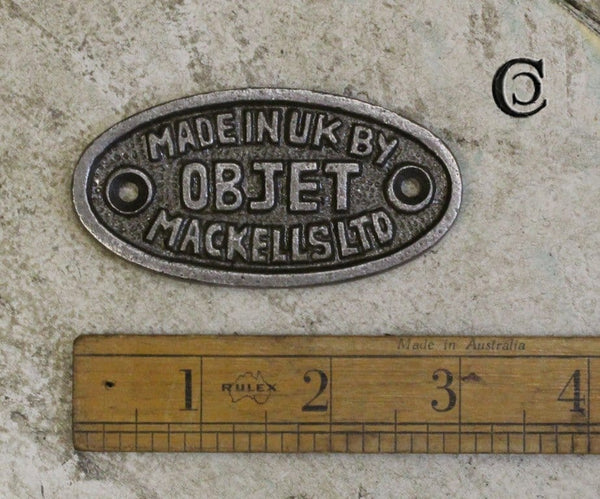 MADE IN UK BY
OBJET
MACKELLS LTD
Made in Australia
1 RULEX 2 3 4